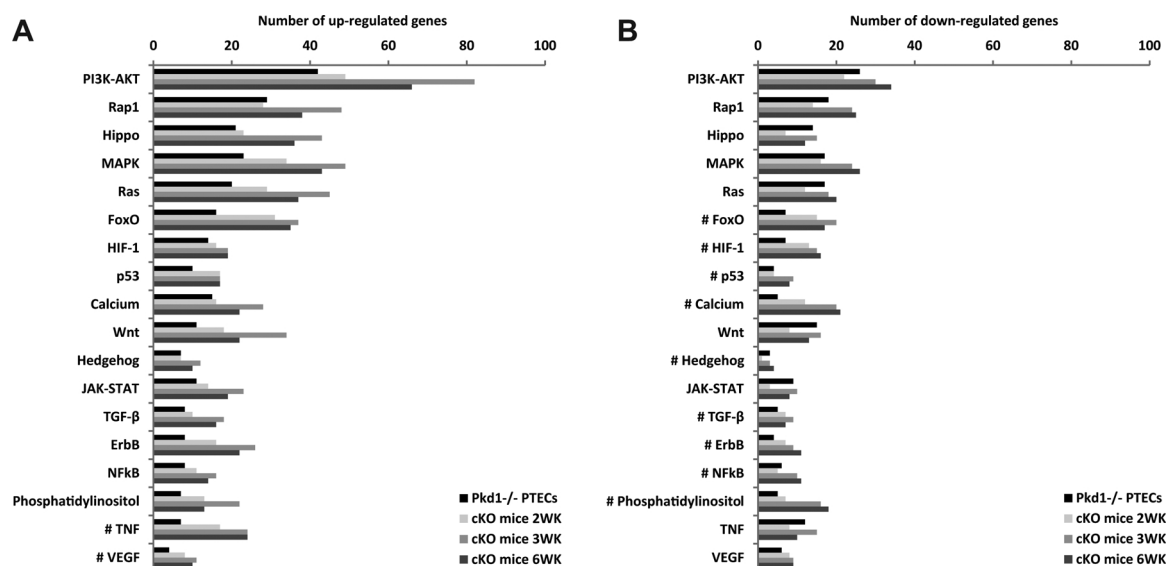 A
Number of up-regulated genes
0 20 40 60 80 100
PI3K-AKT
Rap1
Hippo
MAPK
Ras
FoxO
HIF-1
p53
Calcium
Wnt
Hedgehog
JAK-STAT
TGF-β
ErbB
NFkB
Phosphatidylinositol
# TNF
# VEGF
Pkd1-/- PTECs
cKO mice 2WK
cKO mice 3WK
cKO mice 6WK
B
Number of down-regulated genes
0 20 40 60 80 100
PI3K-AKT
Rap1
Hippo
MAPK
Ras
# FoxO
# HIF-1
# p53
# Calcium
Wnt
# Hedgehog
JAK-STAT
# TGF-β
# ErbB
# NFkB
# Phosphatidylinositol
TNF
VEGF
Pkd1-/- PTECs
cKO mice 2WK
cKO mice 3WK
cKO mice 6WK